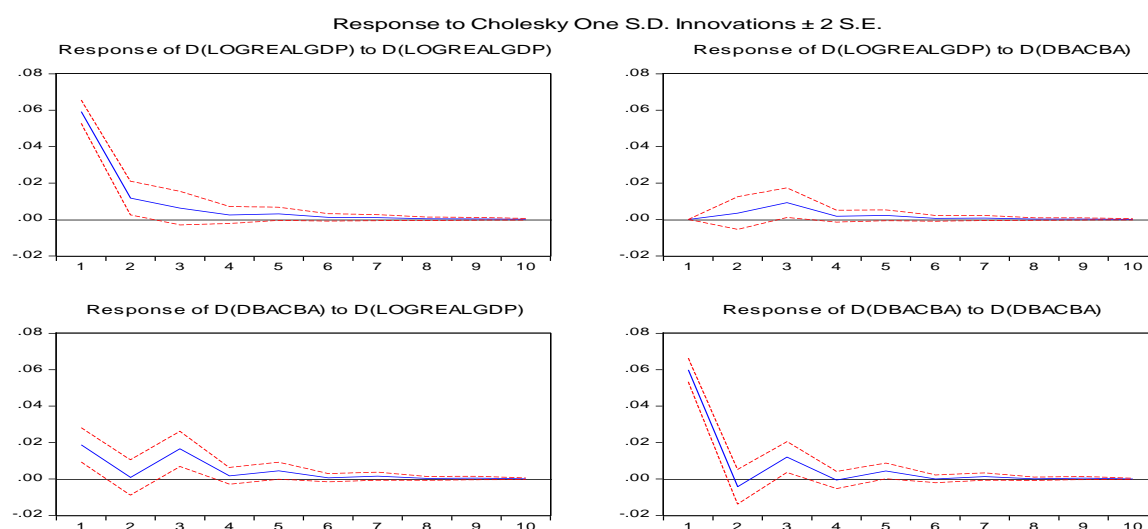 Response to Cholesky One S.D. Innovations ± 2 S.E.
Response of D(LOGREALGDP) to D(LOGREALGDP)
.08
.06
.04
.02
.00
-.02
1 2 3 4 5 6 7 8 9 10
Response of D(LOGREALGDP) to D(DBACBA)
.08
.06
.04
.02
.00
-.02
1 2 3 4 5 6 7 8 9 10
Response of D(DBACBA) to D(LOGREALGDP)
.08
.06
.04
.02
.00
-.02
1 2 3 4 5 6 7 8 9 10
Response of D(DBACBA) to D(DBACBA)
.08
.06
.04
.02
.00
-.02
1 2 3 4 5 6 7 8 9 10